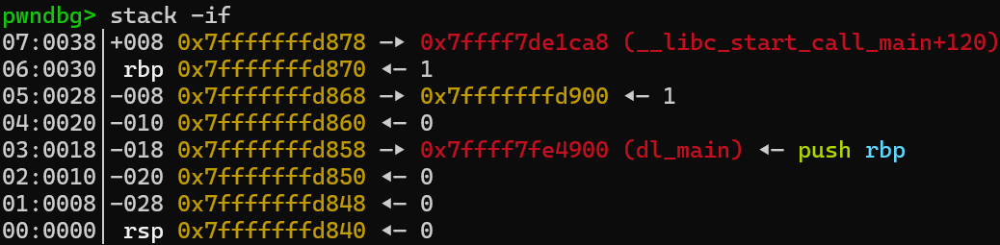 pwndbg> stack -if
07:0038│+008 0x7fffffffd878 —▸ 0x7ffff7de1ca8 (__libc_start_call_main+120)
06:0030│ rbp 0x7fffffffd870 ◂— 1
05:0028│-008 0x7fffffffd868 —▸ 0x7fffffffd900 ◂— 1
04:0020│-010 0x7fffffffd860 ◂— 0
03:0018│-018 0x7fffffffd858 —▸ 0x7ffff7fe4900 (dl_main) ◂— push rbp
02:0010│-020 0x7fffffffd850 ◂— 0
01:0008│-028 0x7fffffffd848 ◂— 0
00:0000│ rsp 0x7fffffffd840 ◂— 0